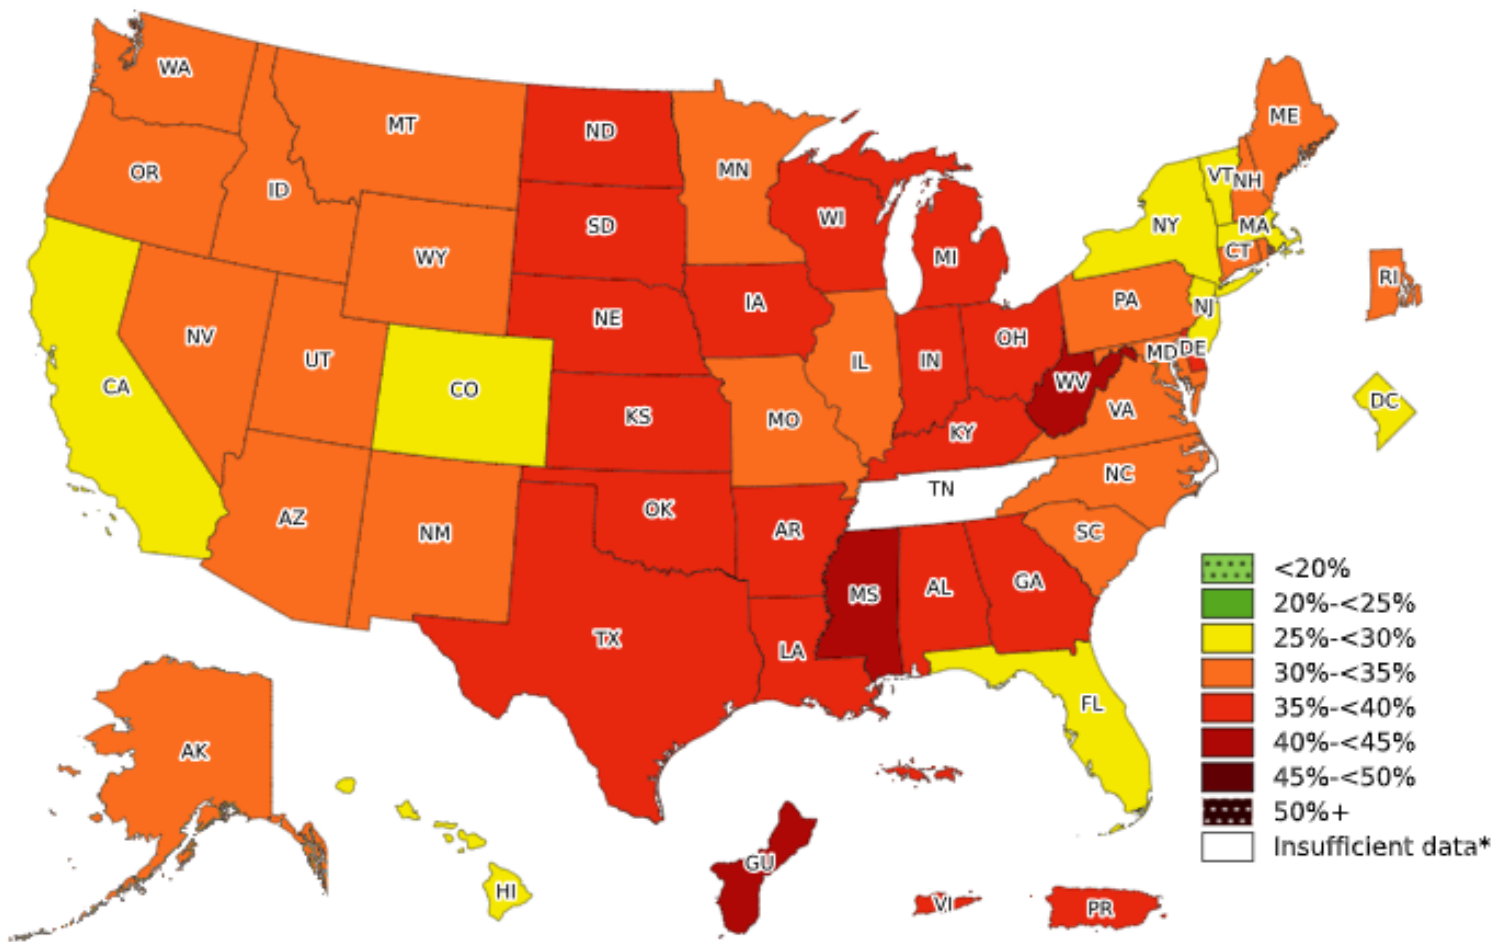 WA
MT
ND
MN
ME
OR
ID
SD
WI
VT
NH
NY
MA
WY
MI
CT
RI
NE
IA
PA
NJ
NV
UT
CO
IL
IN
OH
MD
DE
CA
WV
VA
DC
KS
MO
KY
NC
AZ
NM
OK
AR
TN
SC
TX
LA
MS
AL
GA
FL
AK
HI
GU
VI
PR
<20%
20%-<25%
25%-<30%
30%-<35%
35%-<40%
40%-<45%
45%-<50%
50%+
Insufficient data*